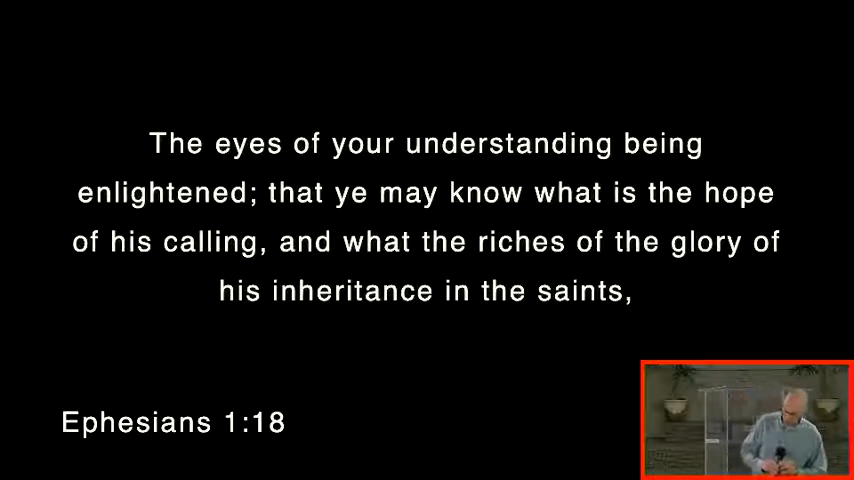 The eyes of your understanding being
enlightened; that ye may know what is the hope
of his calling, and what the riches of the glory of
his inheritance in the saints,
Ephesians 1:18